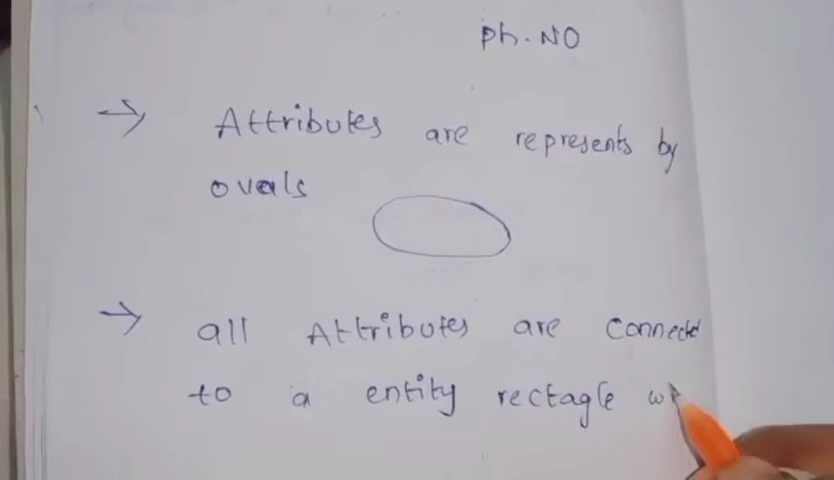 ph.NO
→ Attributes are represents by
ovals
→ all Attributes are connected
to a entity rectagle